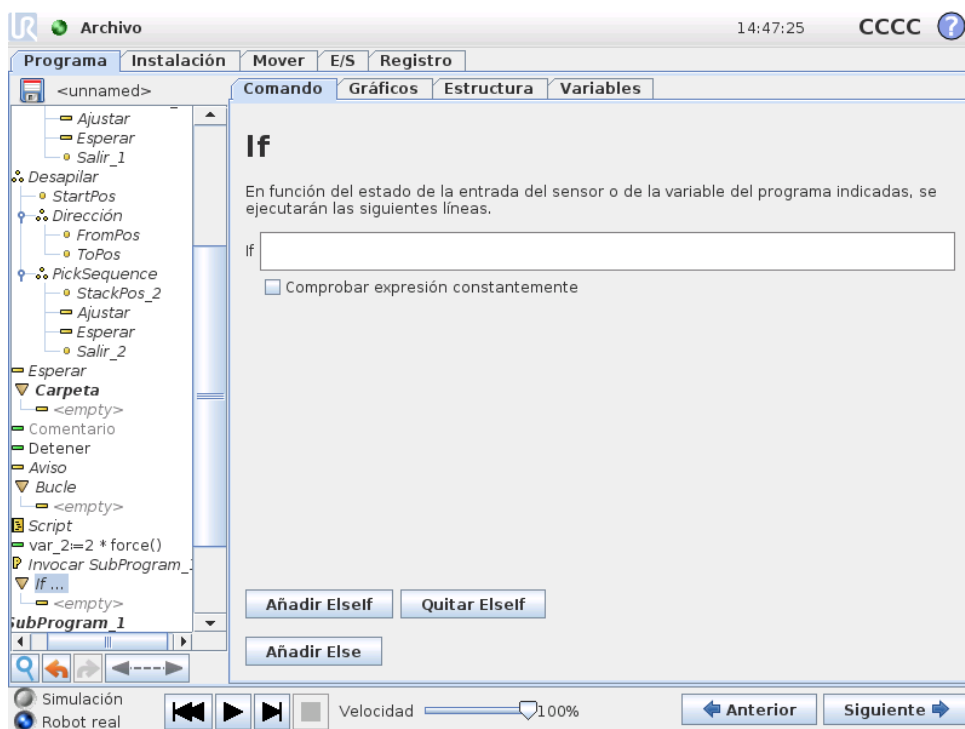 Archivo
14:47:25
CCCC
?
Programa
Instalación
Mover
E/S
Registro
<unnamed>
Comando
Gráficos
Estructura
Variables
Ajustar
Esperar
Salir_1
Desapilar
StartPos
Dirección
FromPos
ToPos
PickSequence
StackPos_2
Ajustar
Esperar
Salir_2
Esperar
Carpeta
<empty>
Comentario
Detener
Aviso
Bucle
<empty>
Script
var_2:=2 * force()
Invocar SubProgram_
If ...
<empty>
SubProgram_1
If
En función del estado de la entrada del sensor o de la variable del programa indicadas, se
ejecutarán las siguientes líneas.
If
Comprobar expresión constantemente
Añadir ElseIf
Quitar ElseIf
Añadir Else
Simulación
Robot real
Velocidad
100%
Anterior
Siguiente